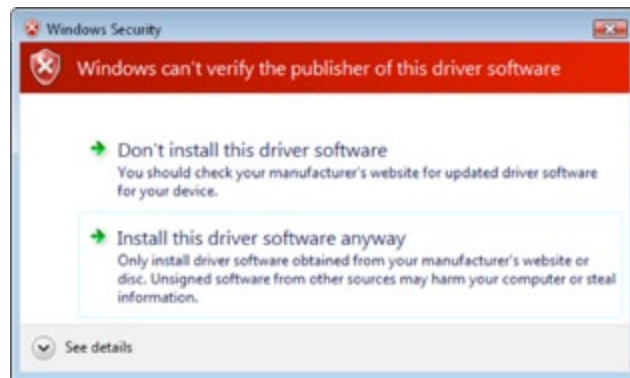 Windows Security
Windows can't verify the publisher of this driver software
Don't install this driver software
You should check your manufacturer's website for updated driver software
for your device.
Install this driver software anyway
Only install driver software obtained from your manufacturer's website or
disc. Unsigned software from other sources may harm your computer or steal
information.
See details